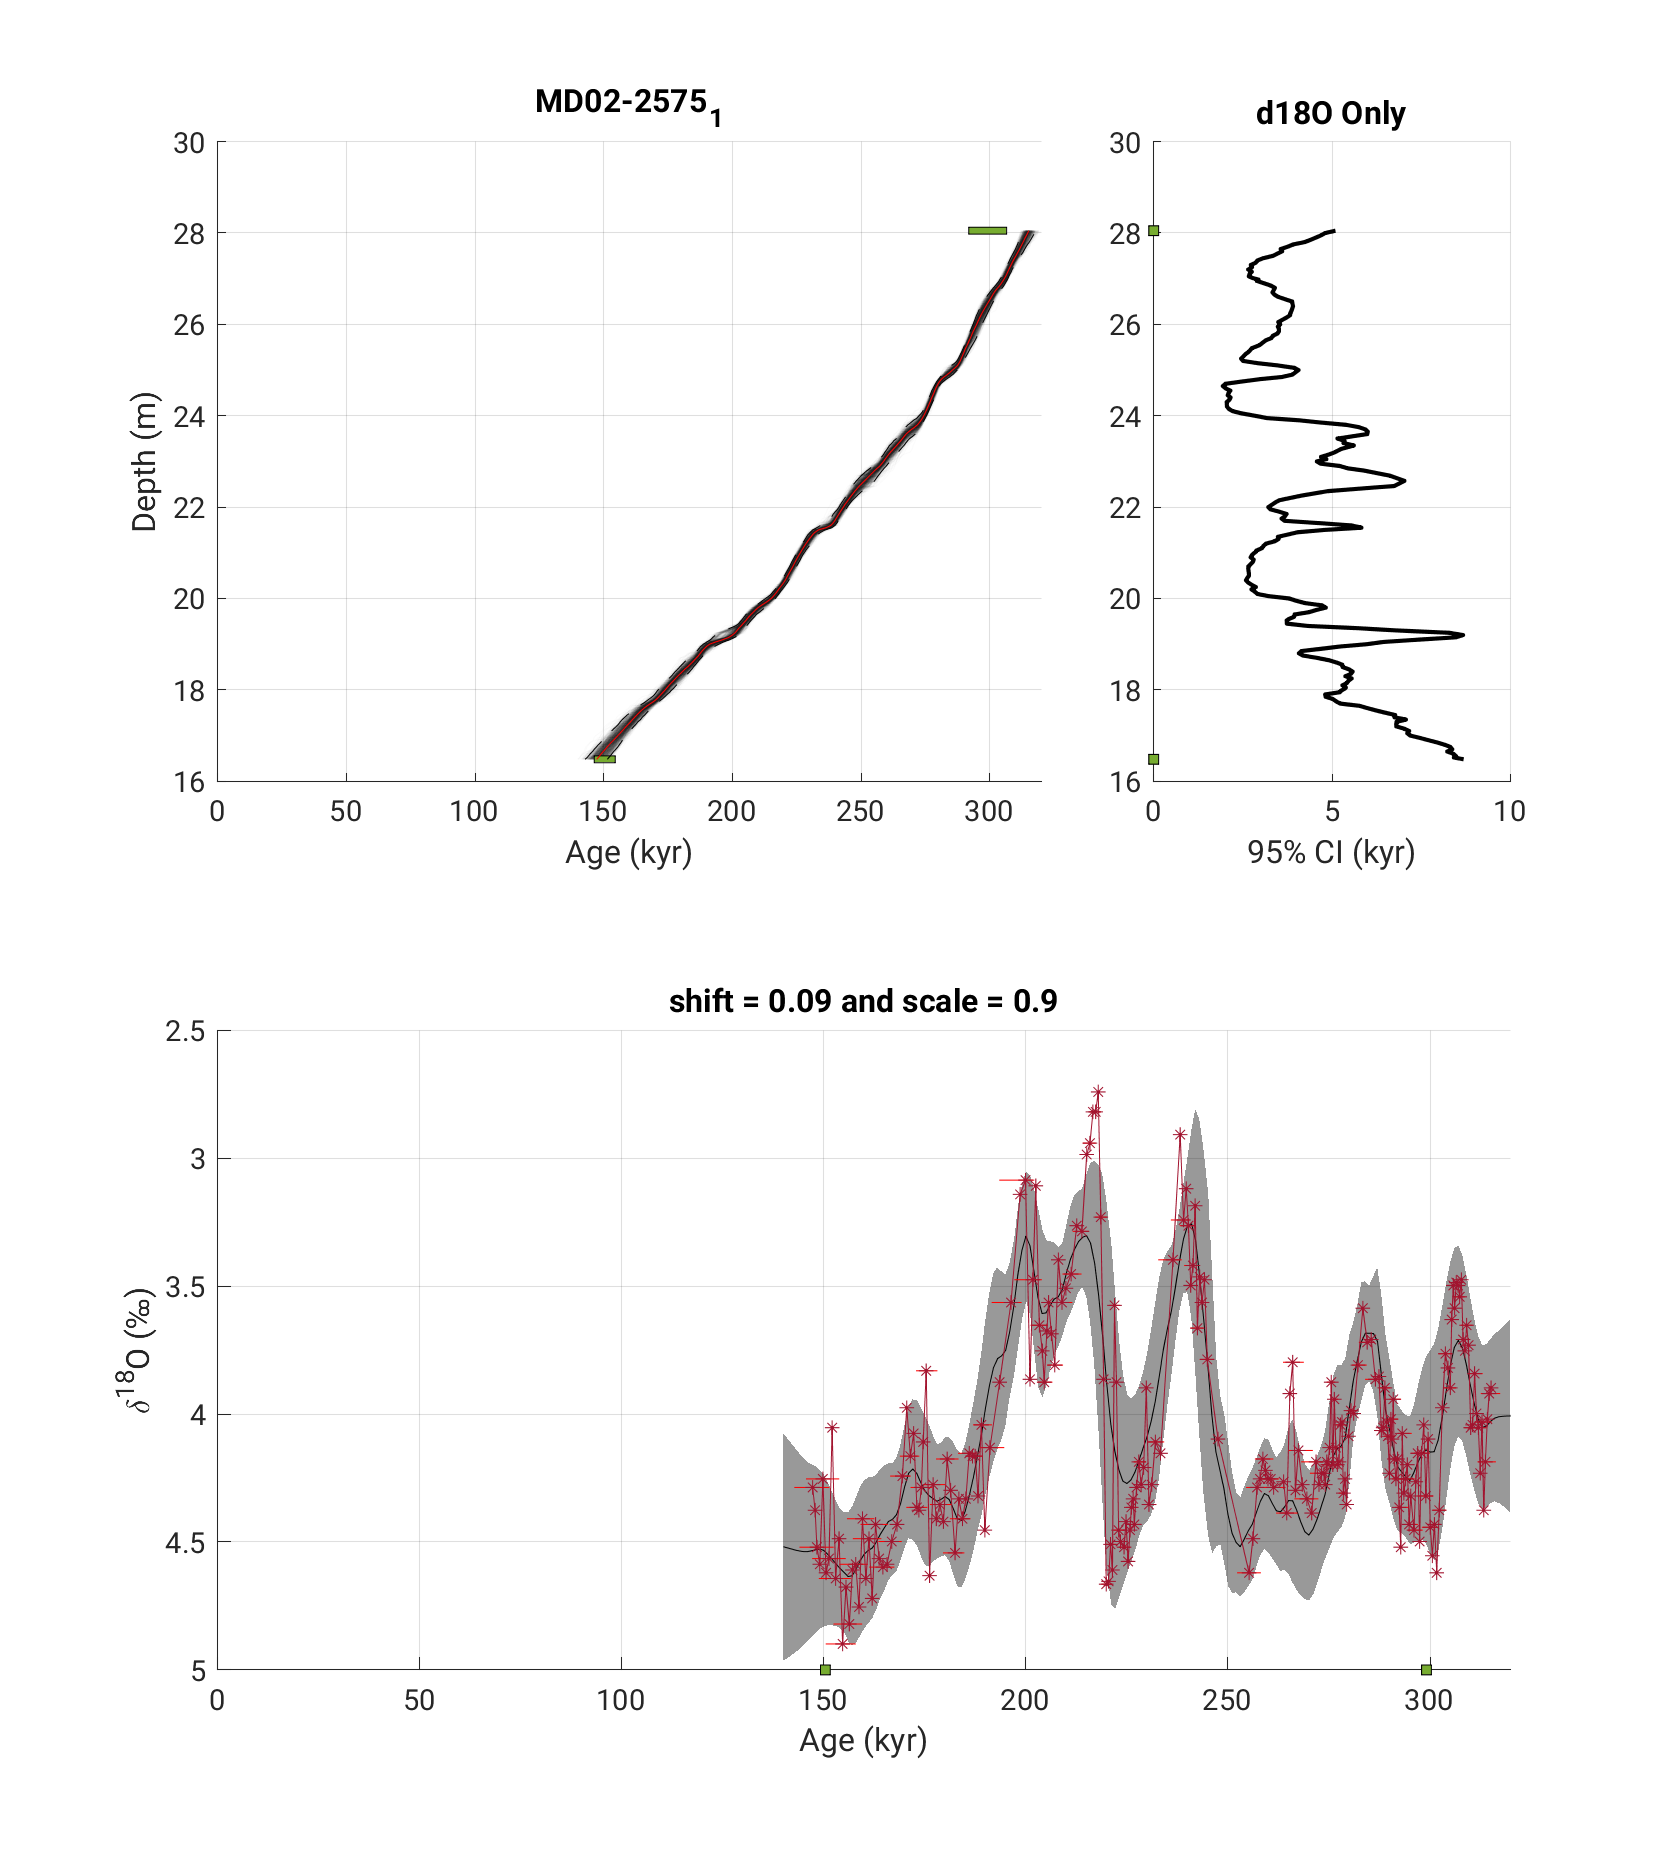 MD02-2575₁
30
28
26
24
22
20
18
16
Depth (m)
0 50 100 150 200 250 300
Age (kyr)
d18O Only
30
28
26
24
22
20
18
16
0 5 10
95% CI (kyr)
shift = 0.09 and scale = 0.9
2.5
3
3.5
4
4.5
5
δ¹⁸O (‰)
0 50 100 150 200 250 300
Age (kyr)